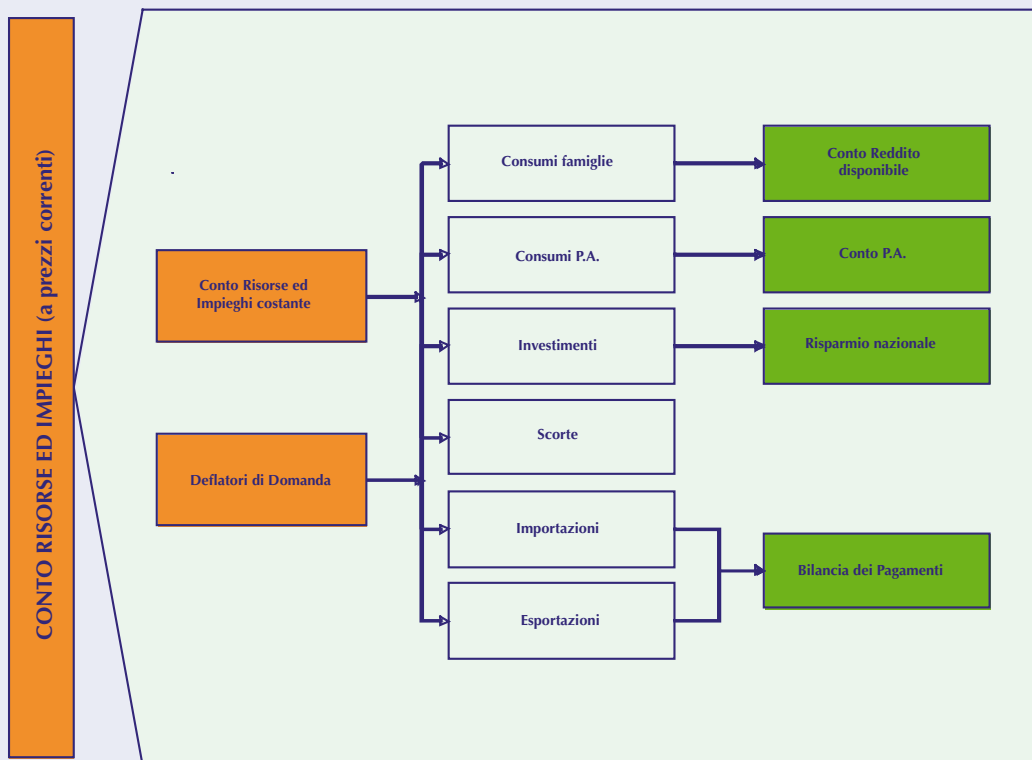 CONTO RISORSE ED IMPIEGHI (a prezzi correnti)
Conto Risorse ed
Impieghi costante
Deflatori di Domanda
Consumi famiglie
Consumi P.A.
Investimenti
Scorte
Importazioni
Esportazioni
Conto Reddito
disponibile
Conto P.A.
Risparmio nazionale
Bilancia dei Pagamenti